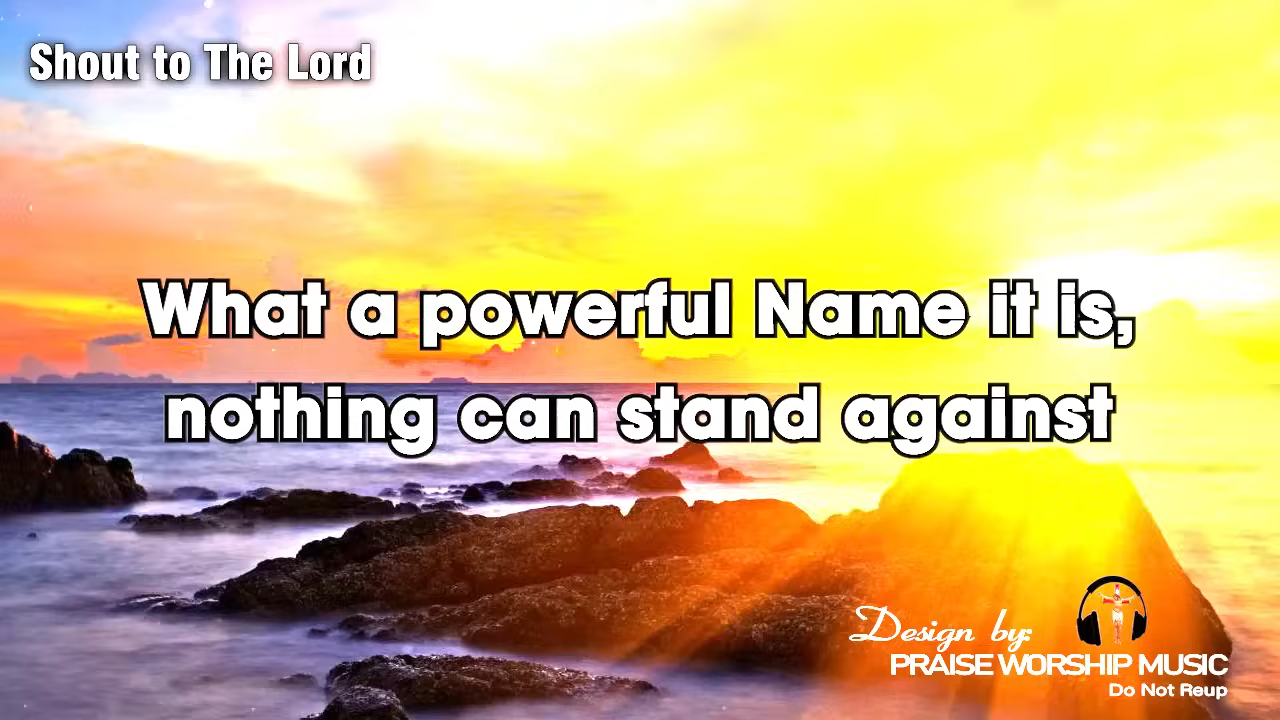 Shout to The Lord
What a powerful Name it is,
nothing can stand against
Design by:
PRAISE WORSHIP MUSIC
Do Not Reup